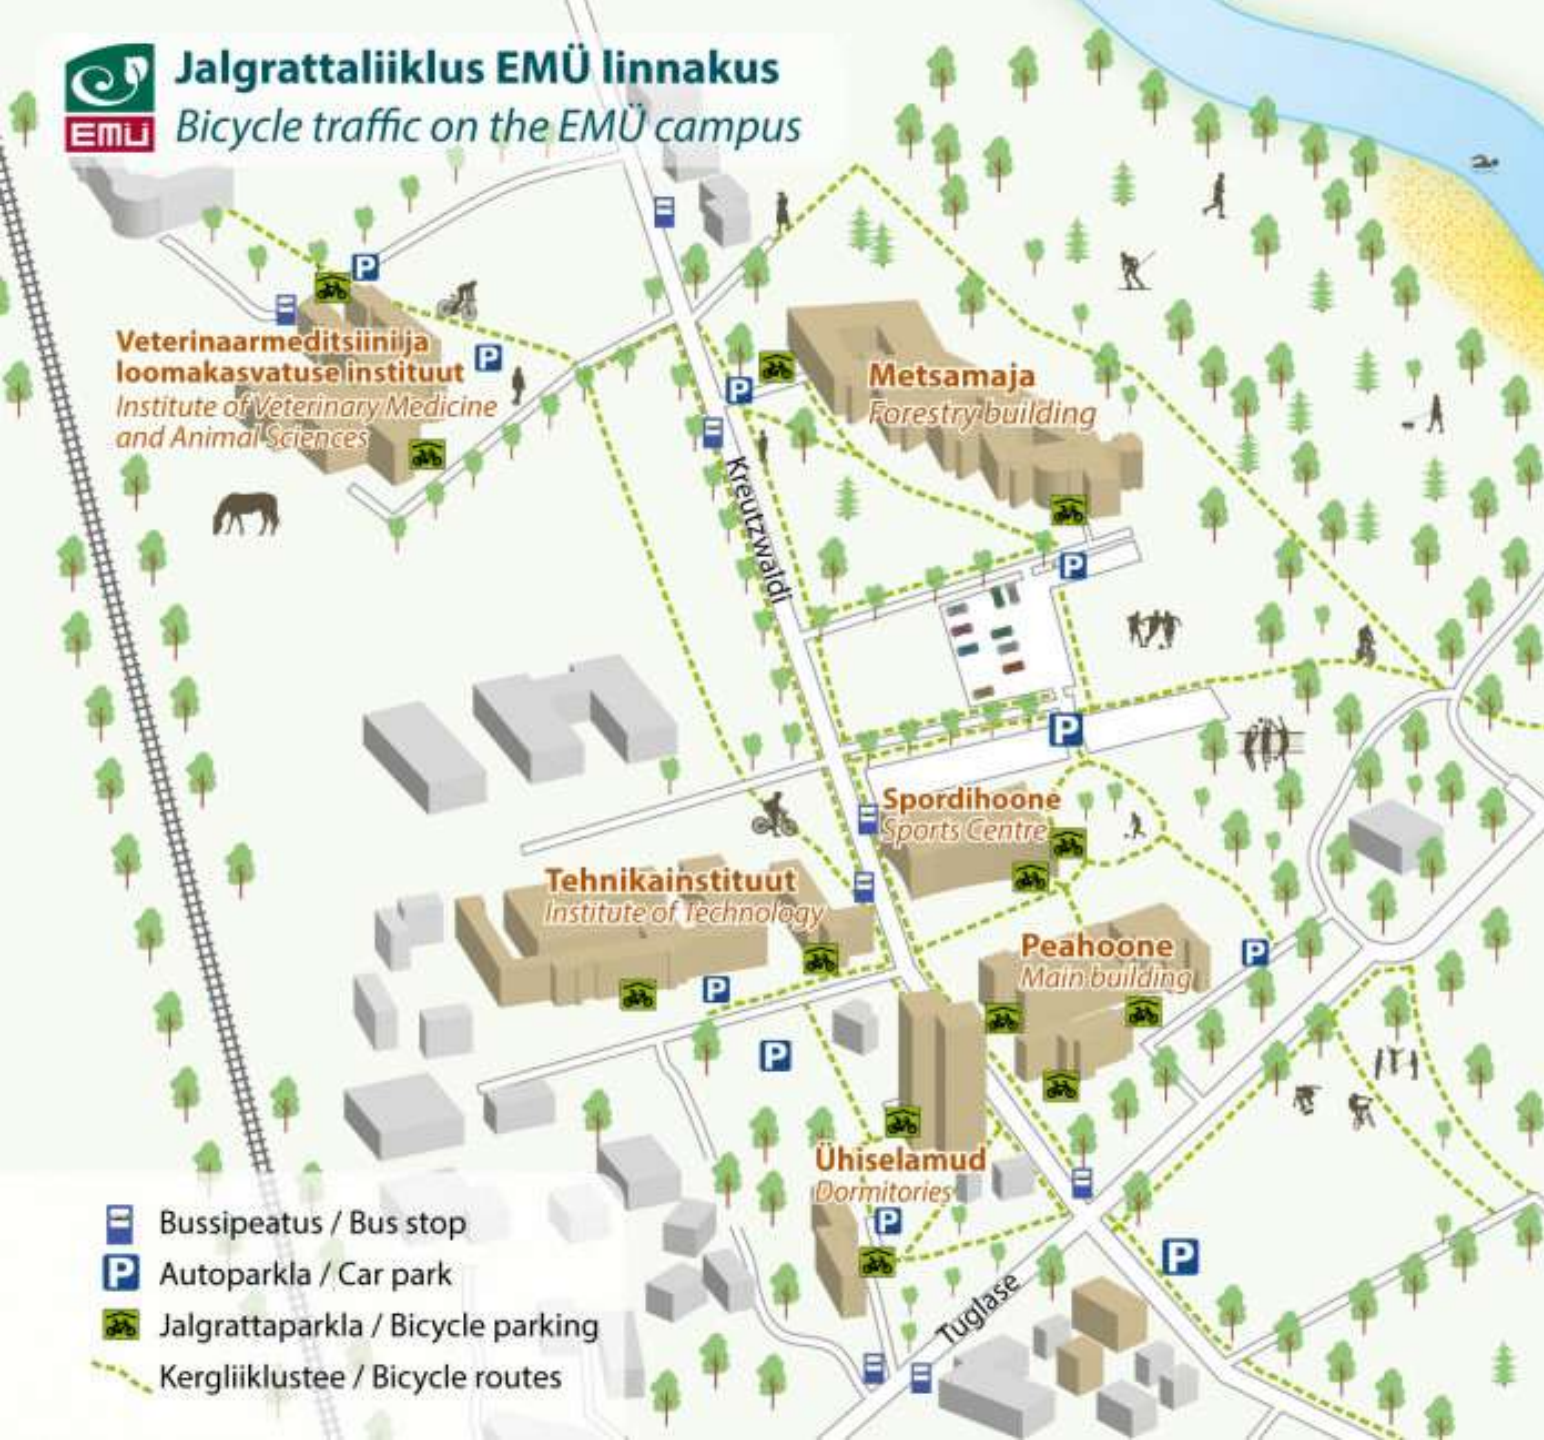 Jalgrattaliiklus EMÜ linnakus
EMÜ
Bicycle traffic on the EMÜ campus
P
Veterinaarmeditsiini ja
loomakasvatuse instituut
Institute of Veterinary Medicine
and Animal Sciences
P
P
Metsamaja
Forestry building
Kreutzwaldi
P
P
Spordihoone
Sports Centre
Tehnikainstituut
Institute of Technology
Peahoone
Main building
P
P
P
Ühiselamud
Dormitories
P
P
Tuglase
Bussipeatus / Bus stop
P Autoparkla / Car park
Jalgrattaparkla / Bicycle parking
Kergliiklustee / Bicycle routes